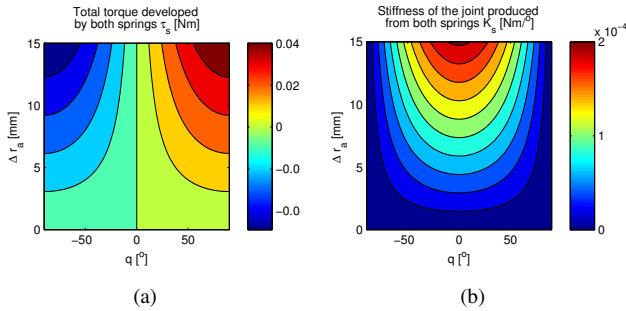 Total torque developed
by both springs τs [Nm]
15
10
5
0
Δ ra [mm]
−50
0
50
q [o]
0.04
0.02
0
−0.02
−0.0
(a)
Stiffness of the joint produced
from both springs Ks [Nm/o]
15
10
5
0
Δ ra [mm]
−50
0
50
q [o]
x 10−4
2
1
0
(b)